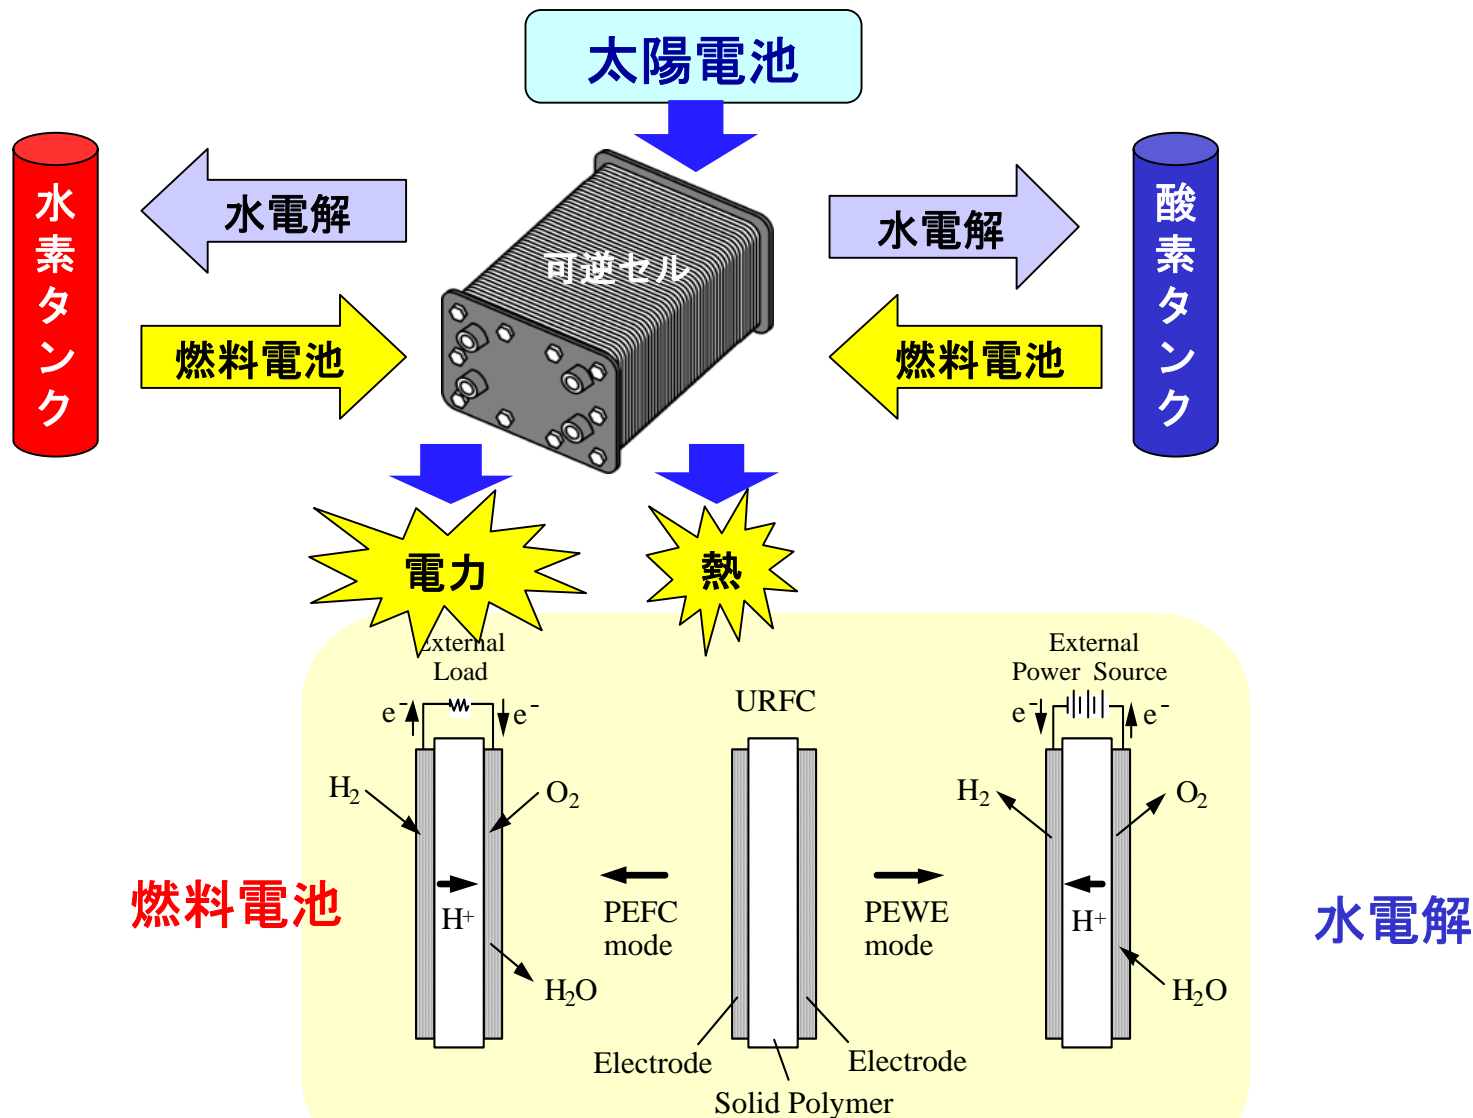 太陽電池
水素タンク
水電解
燃料電池
可逆セル
水電解
燃料電池
酸素タンク
電力
熱
External
Load
e-
e-
H2
O2
H+
H2O
燃料電池
URFC
PEFC
mode
PEWE
mode
Electrode
Electrode
Solid Polymer
External
Power Source
e-
e-
H2
O2
H+
H2O
水電解